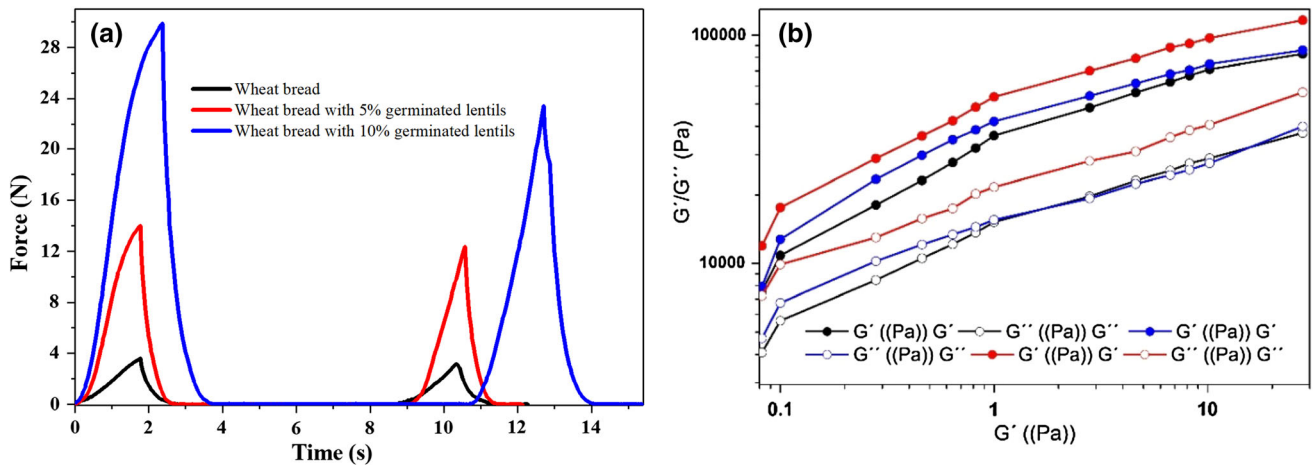 (a)
Wheat bread
Wheat bread with 5% germinated lentils
Wheat bread with 10% germinated lentils
Force (N)
28
24
20
16
12
8
4
0
0 2 4 6 8 10 12 14
Time (s)
(b)
G´/G´´ (Pa)
100000
10000
G´ ((Pa)) G´ G´´ ((Pa)) G´´ G´ ((Pa)) G´
G´´ ((Pa)) G´´ G´ ((Pa)) G´ G´´ ((Pa)) G´´
0.1 1 10
G´ ((Pa))